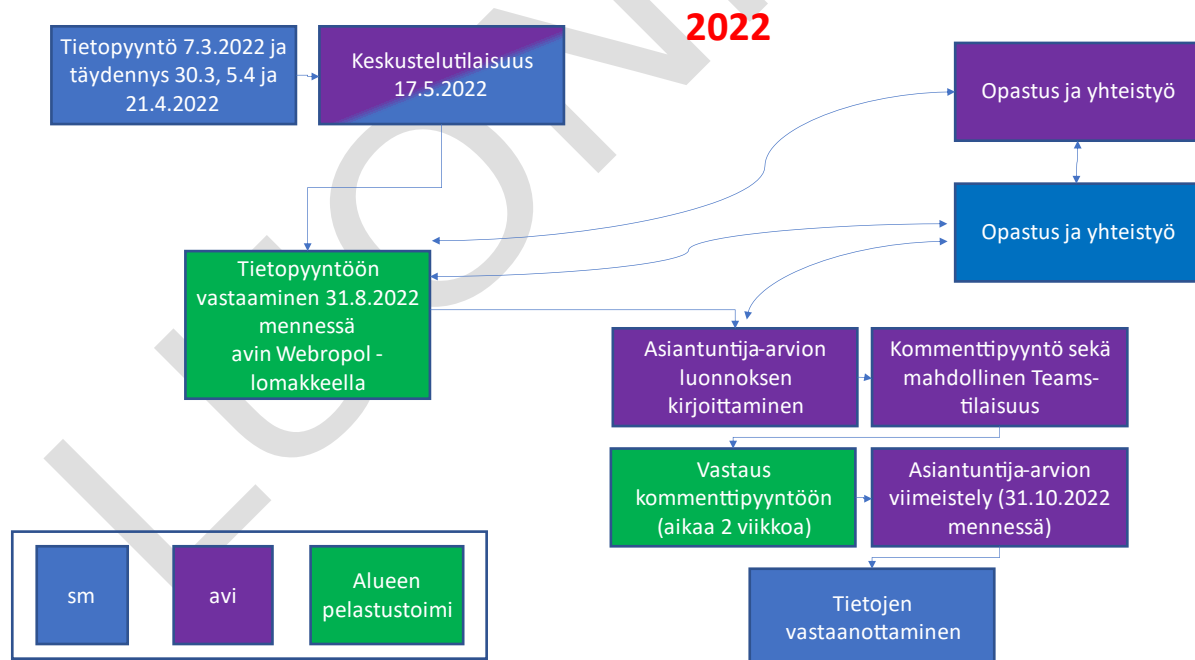 2022
Tietopyyntö 7.3.2022 ja
täydennys 30.3, 5.4 ja
21.4.2022
Keskustelutilaisuus
17.5.2022
Opastus ja yhteistyö
Opastus ja yhteistyö
Tietopyyntöön
vastaaminen 31.8.2022
mennessä
avin Webropol -
lomakkeella
Asiantuntija-arvion
luonnoksen
kirjoittaminen
Kommenttipyyntö sekä
mahdollinen Teams-
tilaisuus
Vastaus
kommenttipyyntöön
(aikaa 2 viikkoa)
Asiantuntija-arvion
viimeistely (31.10.2022
mennessä)
Tietojen
vastaanottaminen
sm
avi
Alueen
pelastustoimi